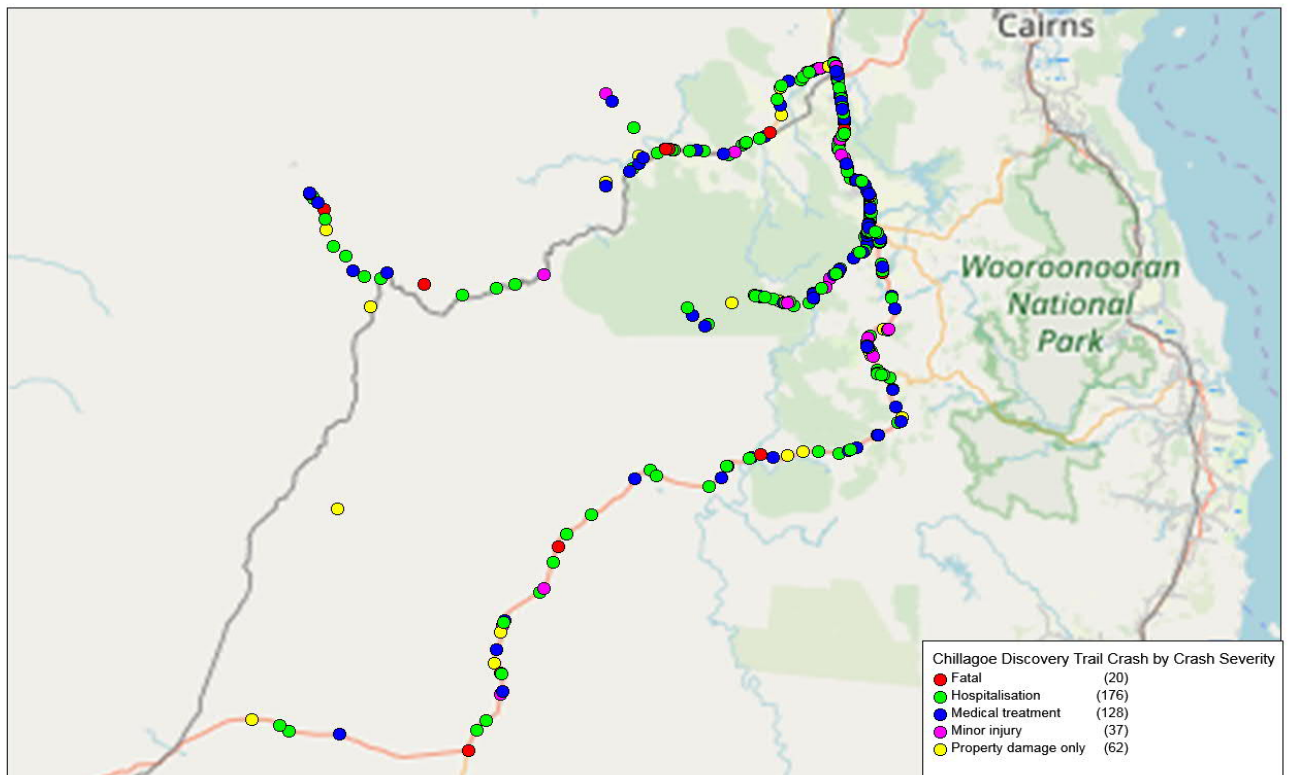 Cairns
Wooroonooran
National
Park
Chillagoe Discovery Trail Crash by Crash Severity
Fatal (20)
Hospitalisation (176)
Medical treatment (128)
Minor injury (37)
Property damage only (62)